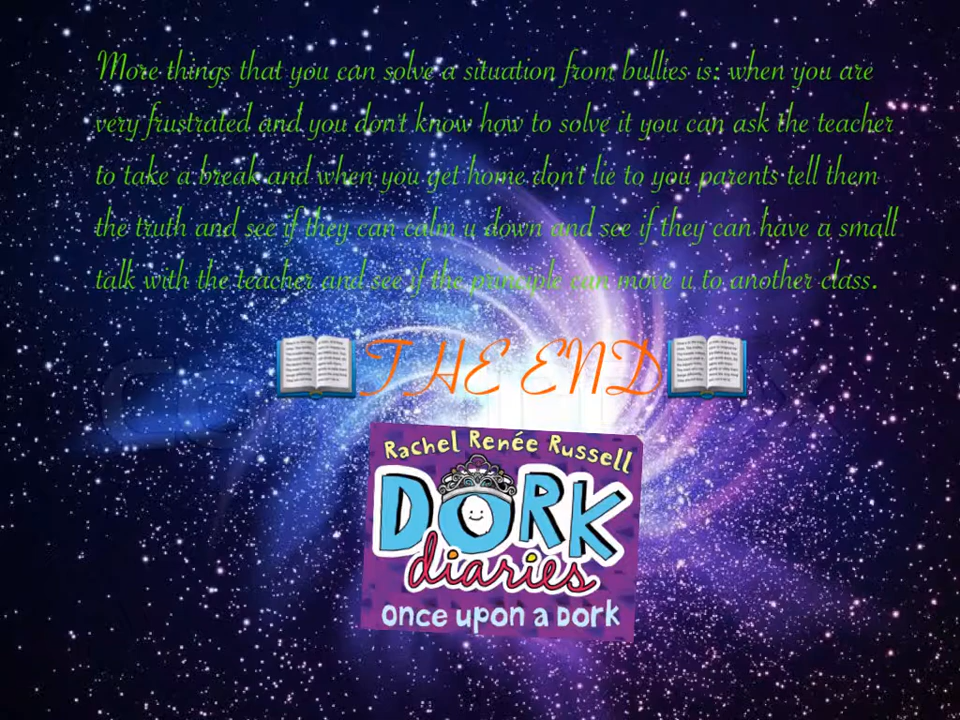 More things that you can solve a situation from bullies is: when you are
very frustrated and you don't know how to solve it you can ask the teacher
to take a break and when you get home don't lie to you parents tell them
the truth and see if they can calm u down and see if they can have a small
talk with the teacher and see if the principle can move u to another class.
THE END
Rachel Renée Russell
DORK
diaries
once upon a Dork